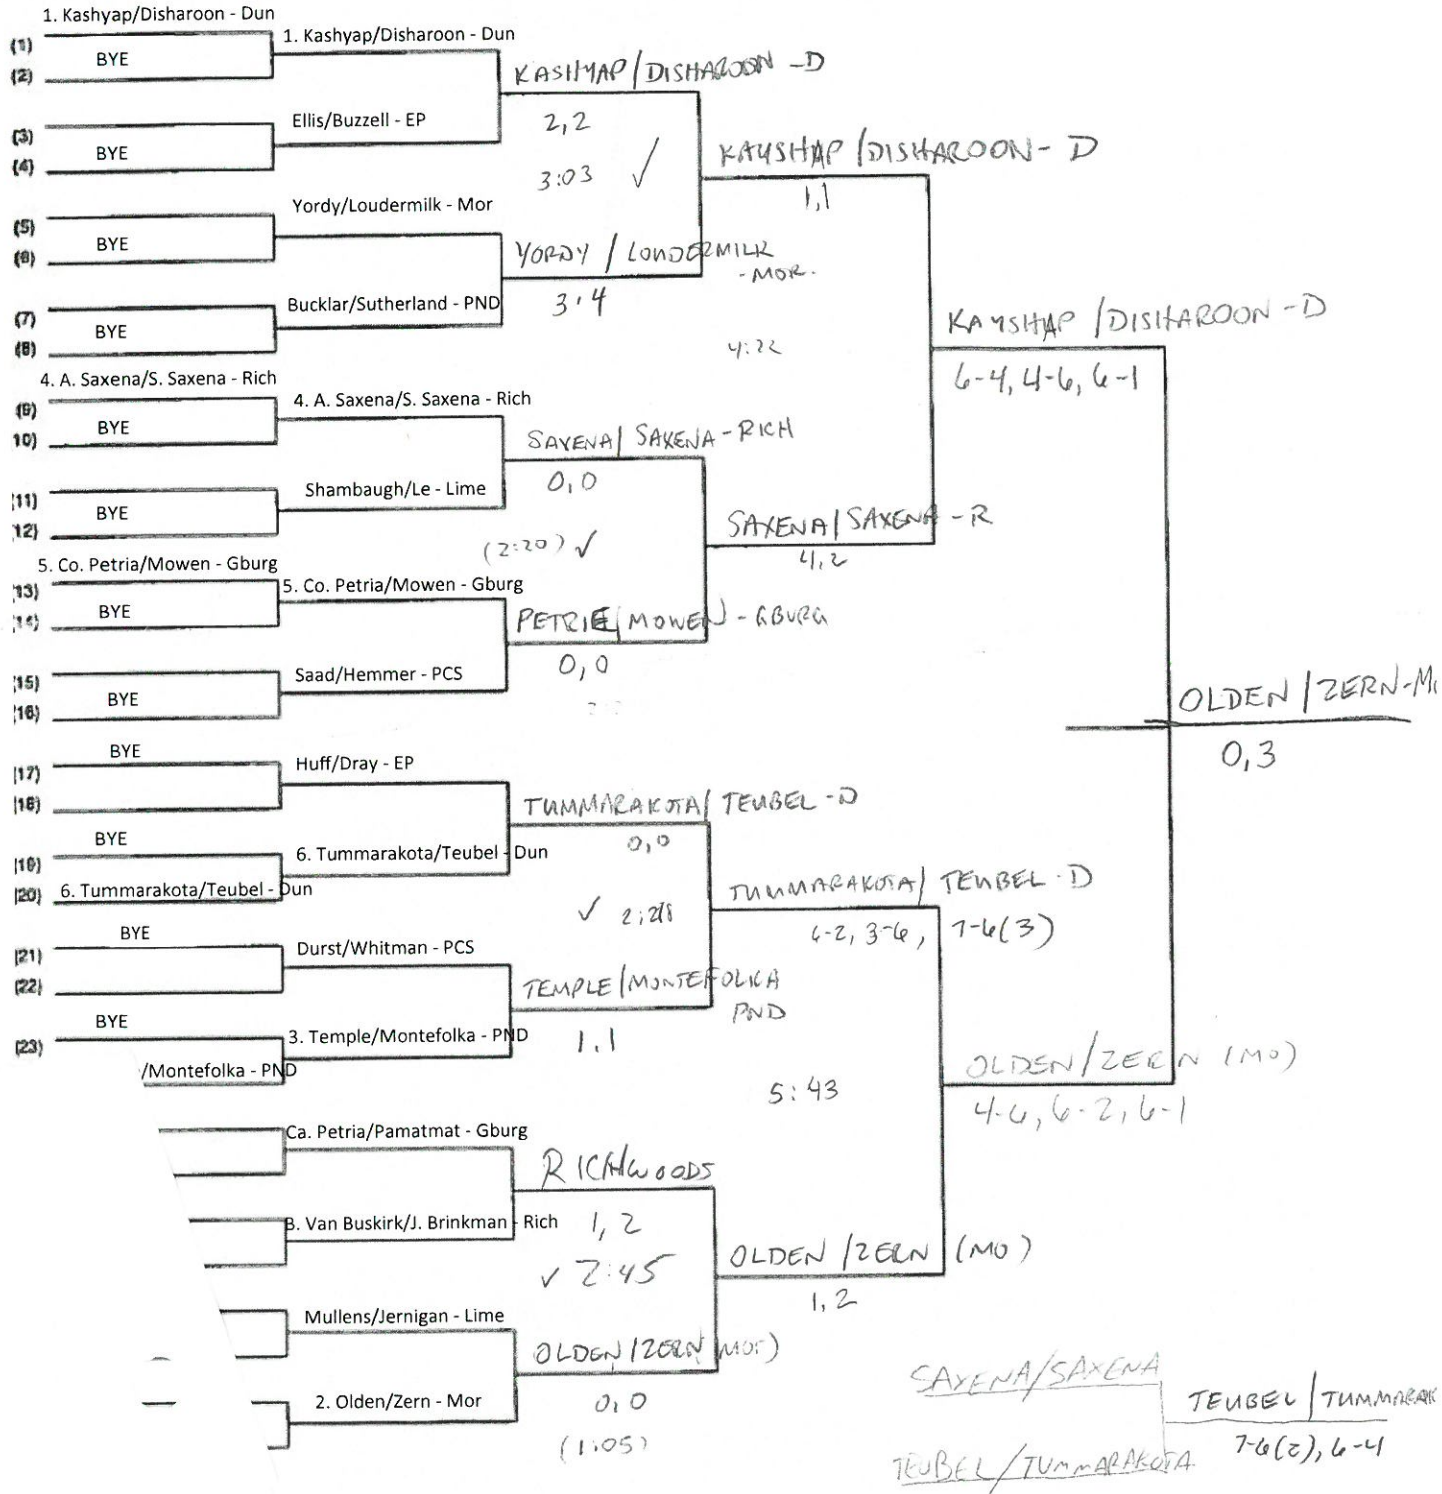 1. Kashyap/Disharoon - Dun
(1)
BYE
(2)
1. Kashyap/Disharoon - Dun
KASHYAP/DISHAROON -D
2,2
3:03 ✓
(3)
BYE
(4)
Ellis/Buzzell - EP
KAYSHAP/DISHAROON- D
1,1
(5)
BYE
(6)
Yordy/Loudermilk - Mor
YORDY / LOUDERMILK
-MOR.
3,4
(7)
BYE
(8)
Bucklar/Sutherland - PND
4:22
KAYSHAP /DISHAROON -D
6-4, 4-6, 6-1
4. A. Saxena/S. Saxena - Rich
(9)
BYE
10)
4. A. Saxena/S. Saxena - Rich
SAXENA/ SAXENA-RICH
0,0
(11)
BYE
12)
Shambaugh/Le - Lime
(2:20) ✓
SAXENA/SAXENA -R
4,2
5. Co. Petria/Mowen - Gburg
13)
BYE
14)
5. Co. Petria/Mowen - Gburg
PETRIE/MOWEN - GBURG
0,0
(15)
BYE
(16)
Saad/Hemmer - PCS
OLDEN /ZERN-M
0,3
BYE
(17)
(18)
Huff/Dray - EP
TUMMARAKOTA/ TEUBEL -D
0,0
BYE
(19)
(20)
6. Tummarakota/Teubel - Dun
6. Tummarakota/Teubel - Dun
✓ 2:28
TUMMARAKOTA/ TEUBEL -D
6-2, 3-6, 7-6(3)
BYE
(21)
(22)
Durst/Whitman - PCS
TEMPLE/MONTEFOLKA
PND
1,1
BYE
(23)
/Montefolka - PND
3. Temple/Montefolka - PND
5:43
OLDEN/ZERN (MO)
4-6, 6-2, 6-1
Ca. Petria/Pamatmat - Gburg
RICHWOODS
1,2
✓ 2:45
B. Van Buskirk/J. Brinkman - Rich
OLDEN /ZERN (MO)
1,2
Mullens/Jernigan - Lime
OLDEN/ZERN (MOR)
0,0
(1:05)
2. Olden/Zern - Mor
SAXENA/SAXENA
TEUBEL/TUMMARAKOTA
TEUBEL/TUMMARAK
7-6(2), 6-4